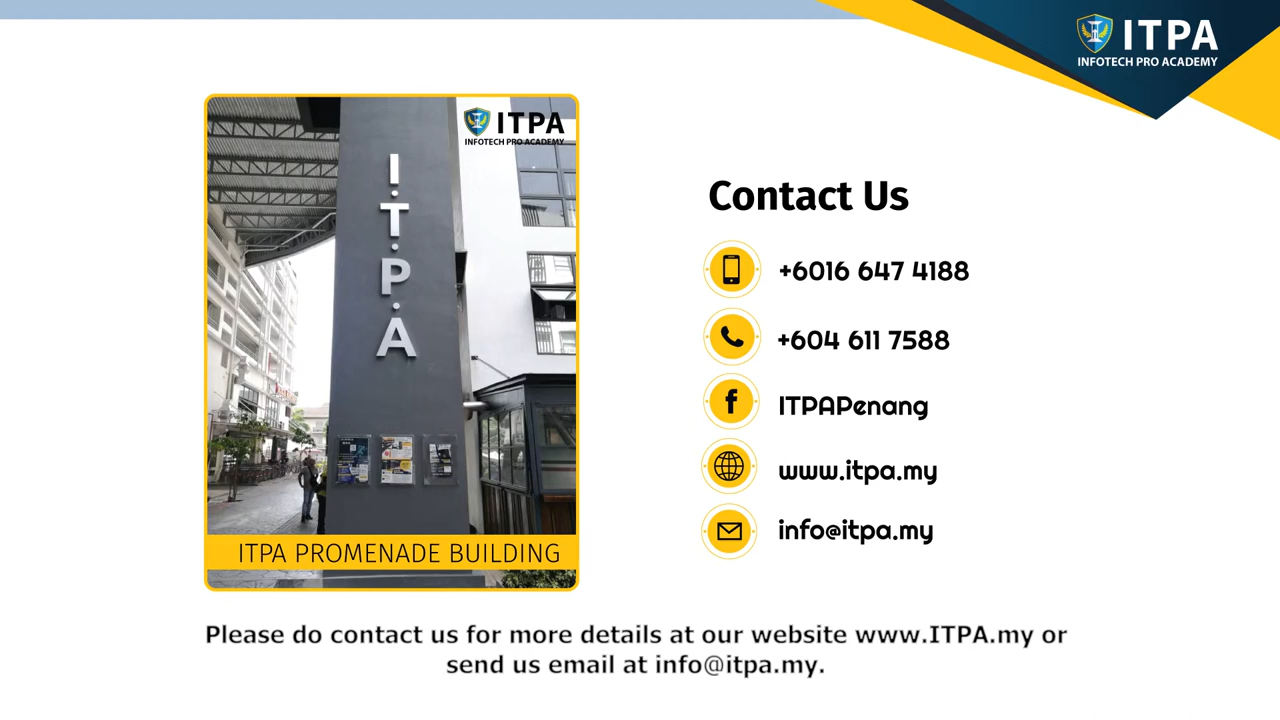 ITPA
INFOTECH PRO ACADEMY
ITPA
INFOTECH PRO ACADEMY
I.T.P.A
ITPA PROMENADE BUILDING
Contact Us
+6016 647 4188
+604 611 7588
ITPAPenang
www.itpa.my
info@itpa.my
Please do contact us for more details at our website www.ITPA.my or
send us email at info@itpa.my.